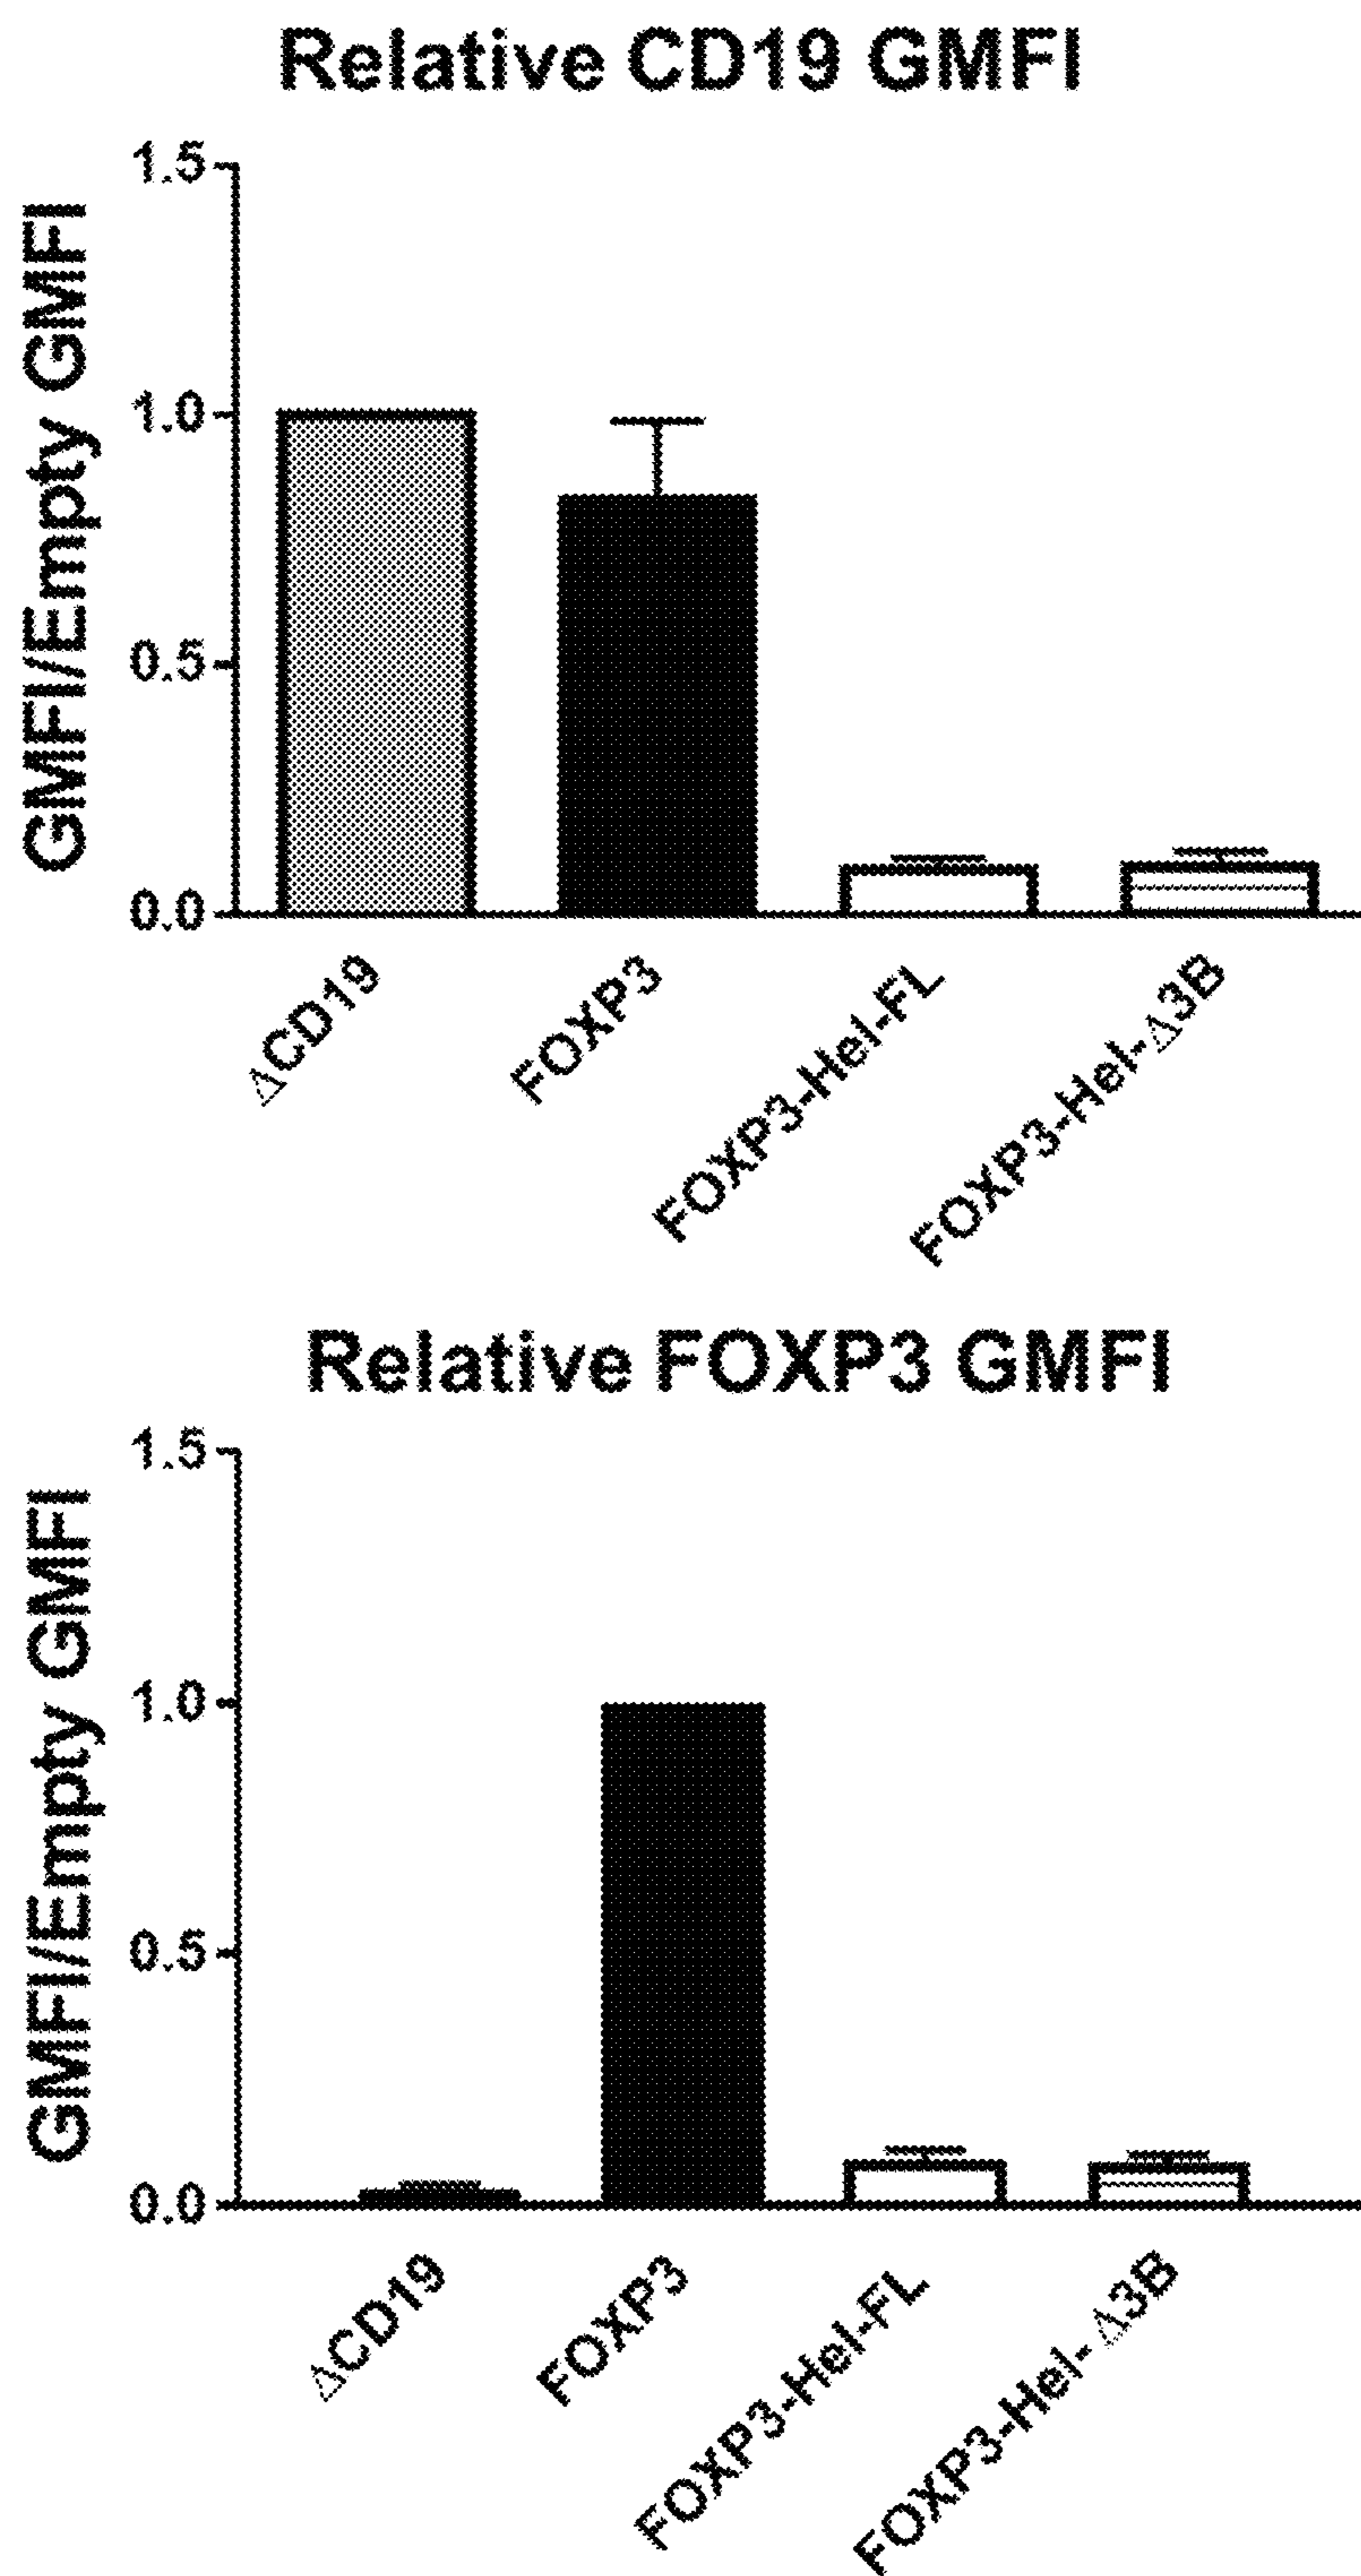 Relative CD19 GMFI
GMFI/Empty GMFI
1.5
1.0
0.5
0.0
ΔCD19
FOXP3
FOXP3-Hel-FL
FOXP3-Hel-Δ3B
Relative FOXP3 GMFI
GMFI/Empty GMFI
1.5
1.0
0.5
0.0
ΔCD19
FOXP3
FOXP3-Hel-FL
FOXP3-Hel- Δ3B